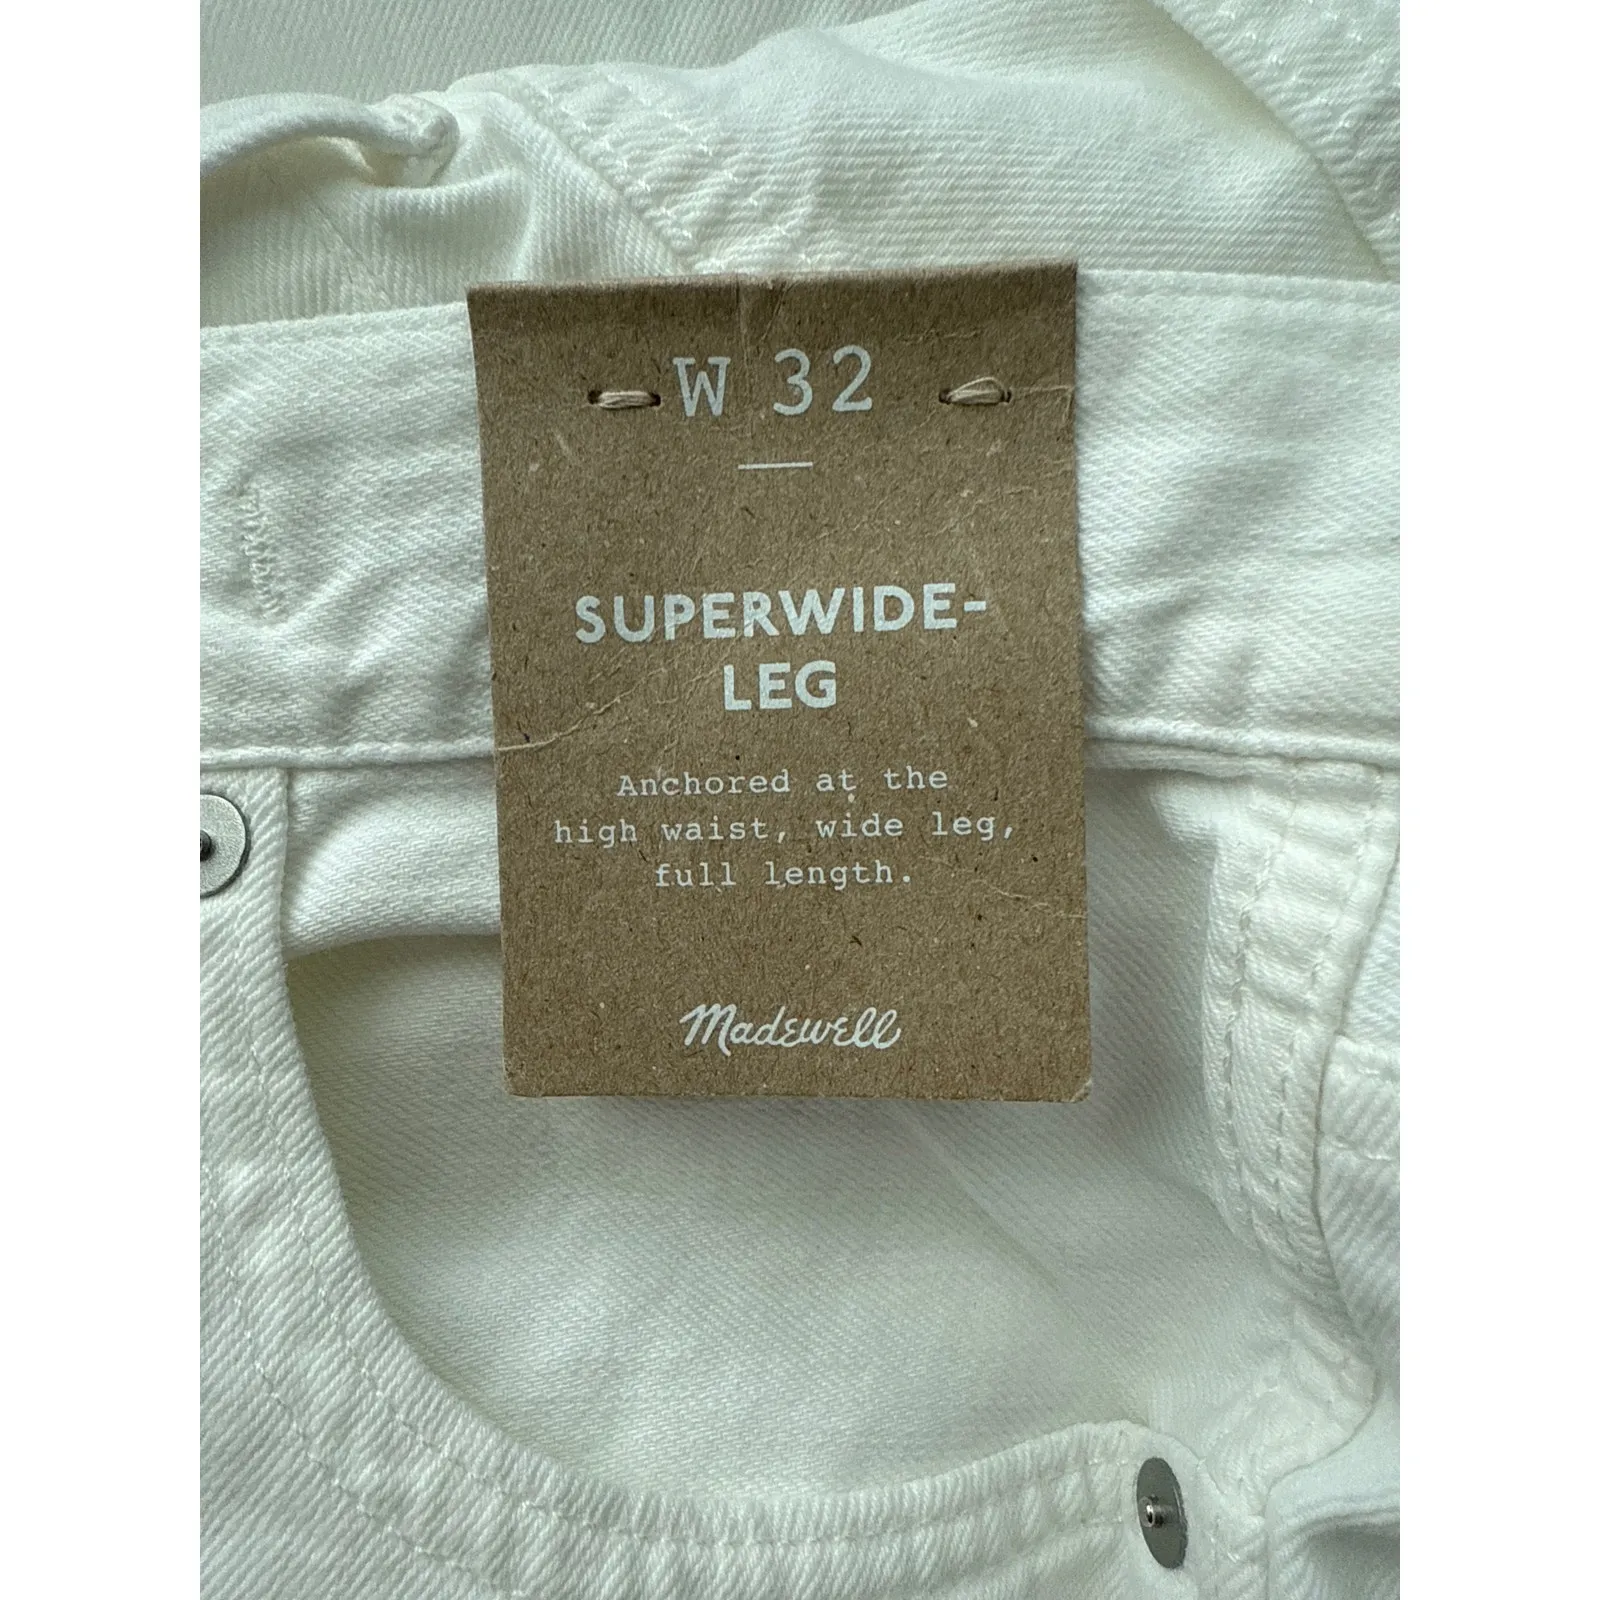 W 32
SUPERWIDE-
LEG
Anchored at the
high waist, wide leg,
full length.
Madewell